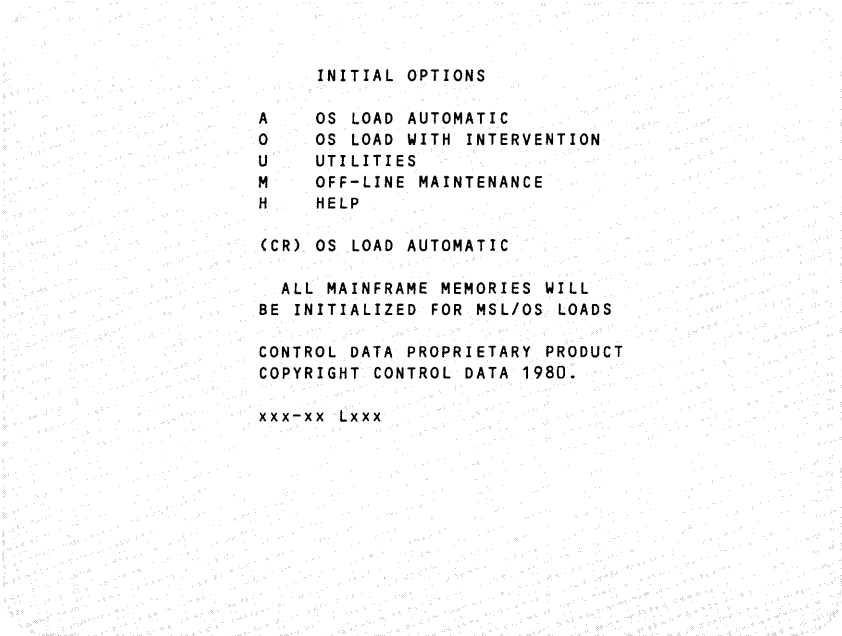 INITIAL OPTIONS
A OS LOAD AUTOMATIC
O OS LOAD WITH INTERVENTION
U UTILITIES
M OFF-LINE MAINTENANCE
H HELP
(CR) OS LOAD AUTOMATIC
ALL MAINFRAME MEMORIES WILL
BE INITIALIZED FOR MSL/OS LOADS
CONTROL DATA PROPRIETARY PRODUCT
COPYRIGHT CONTROL DATA 1980.
xxx-xx Lxxx